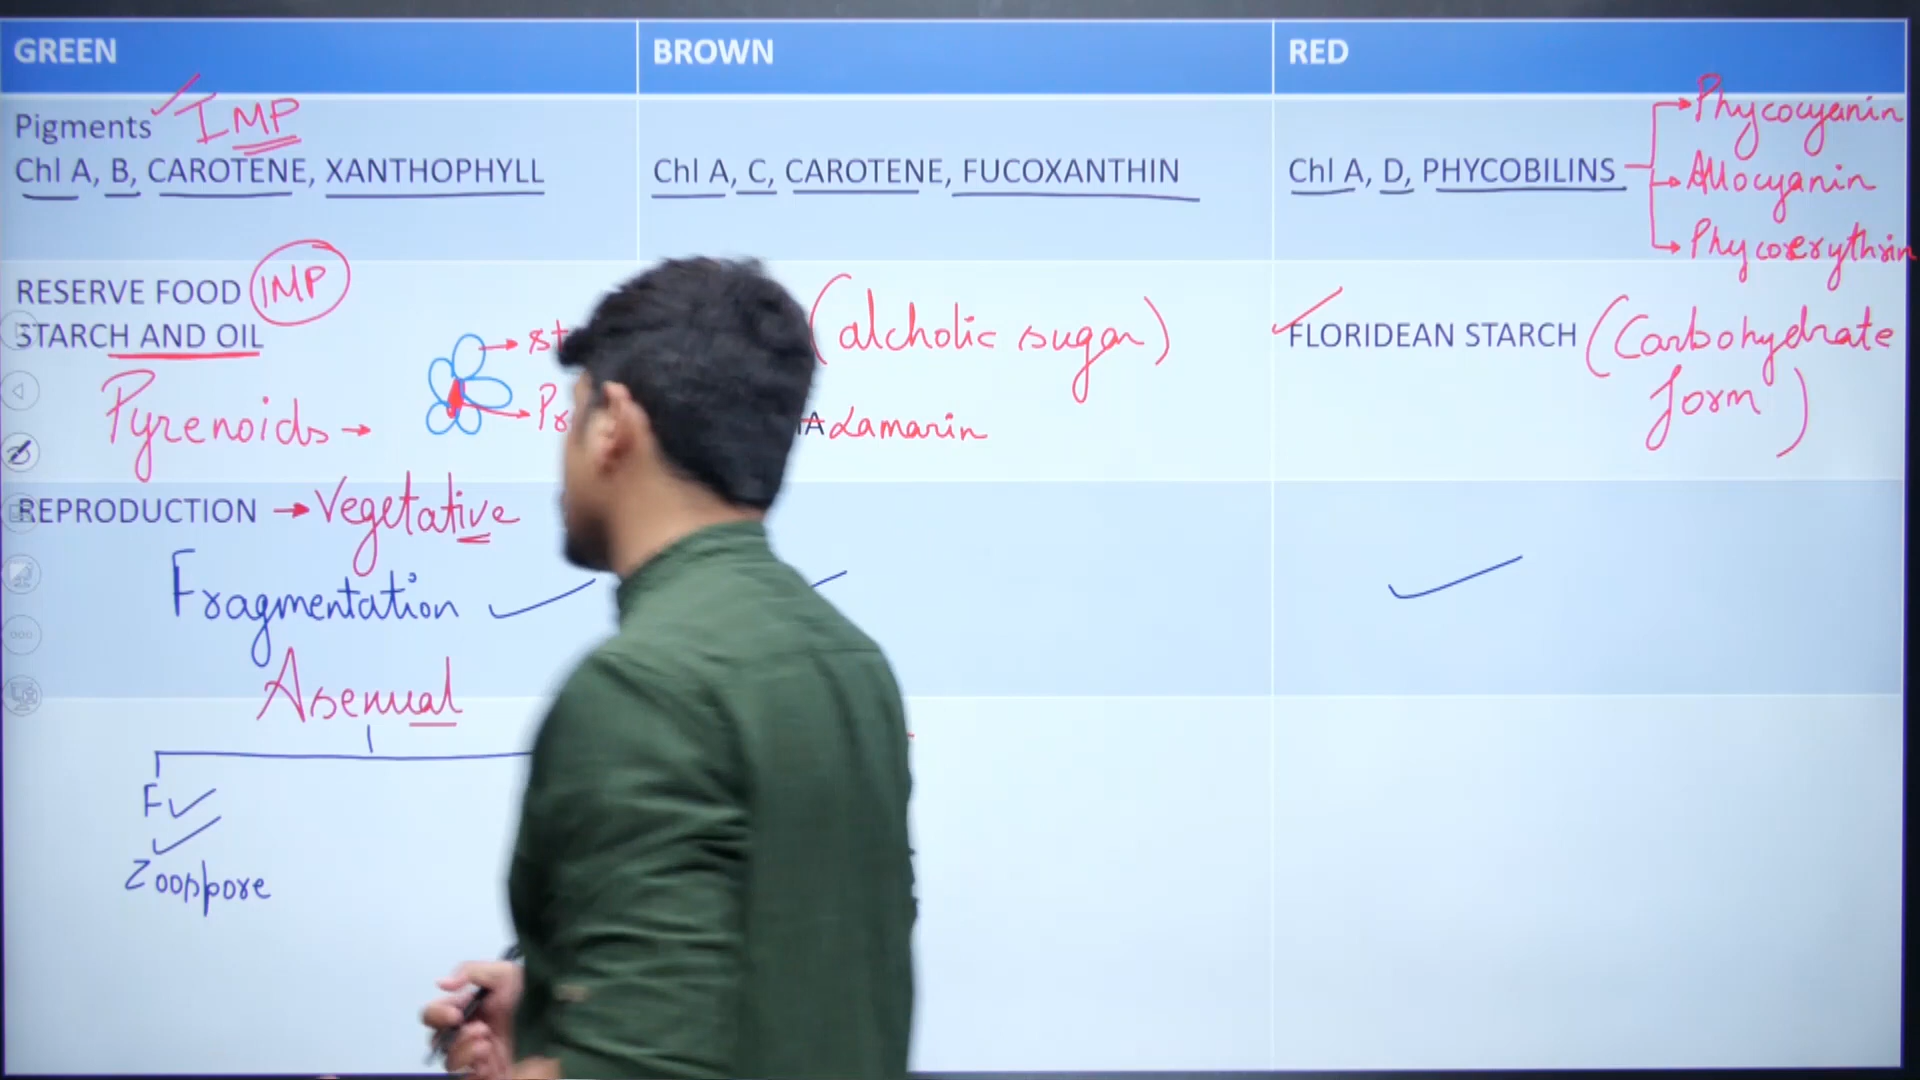 GREEN
BROWN
RED
Pigments IMP
Chl A, B, CAROTENE, XANTHOPHYLL
Chl A, C, CAROTENE, FUCOXANTHIN
Chl A, D, PHYCOBILINS
Phycocyanin
Allocyanin
Phycoerythrin
RESERVE FOOD IMP
STARCH AND OIL
(alcholic sugar)
Lamarin
FLORIDEAN STARCH (Carbohydrate
form)
Pyrenoids
REPRODUCTION → Vegetative
Fragmentation
Asexual
F
Zoospore